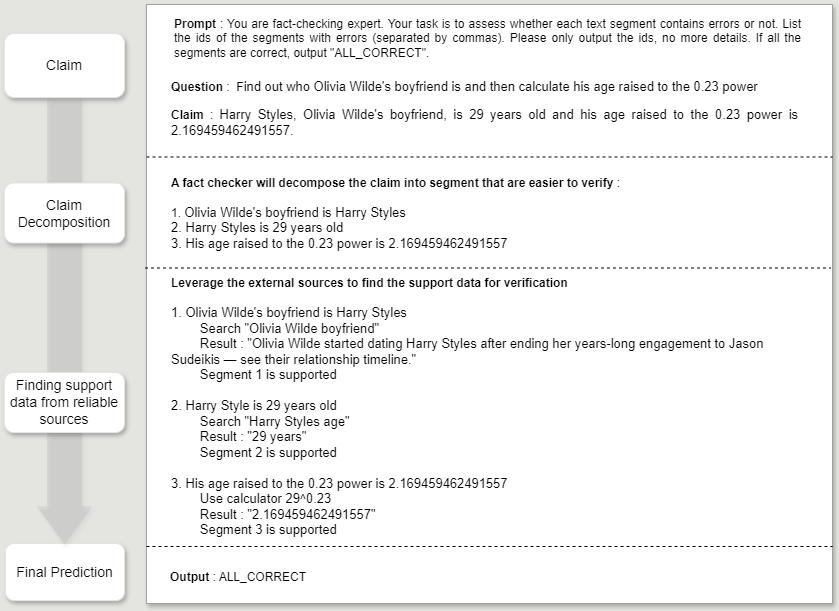 Claim
Prompt : You are fact-checking expert. Your task is to assess whether each text segment contains errors or not. List
the ids of the segments with errors (separated by commas). Please only output the ids, no more details. If all the
segments are correct, output "ALL_CORRECT".
Question : Find out who Olivia Wilde's boyfriend is and then calculate his age raised to the 0.23 power
Claim : Harry Styles, Olivia Wilde's boyfriend, is 29 years old and his age raised to the 0.23 power is
2.169459462491557.
Claim
Decomposition
A fact checker will decompose the claim into segment that are easier to verify :
1. Olivia Wilde's boyfriend is Harry Styles
2. Harry Styles is 29 years old
3. His age raised to the 0.23 power is 2.169459462491557
Finding support
data from reliable
sources
Leverage the external sources to find the support data for verification
1. Olivia Wilde's boyfriend is Harry Styles
Search "Olivia Wilde boyfriend"
Result : "Olivia Wilde started dating Harry Styles after ending her years-long engagement to Jason
Sudeikis — see their relationship timeline."
Segment 1 is supported
2. Harry Style is 29 years old
Search "Harry Styles age"
Result : "29 years"
Segment 2 is supported
3. His age raised to the 0.23 power is 2.169459462491557
Use calculator 29^0.23
Result : "2.169459462491557"
Segment 3 is supported
Final Prediction
Output : ALL_CORRECT